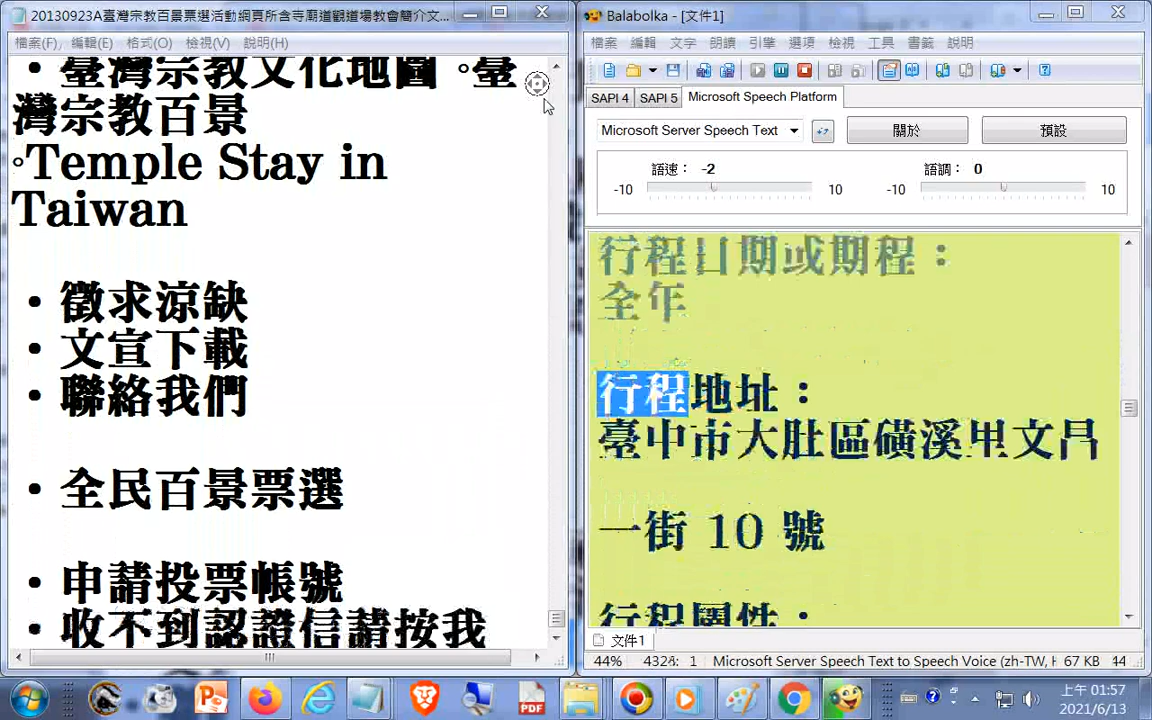 20130923A臺灣宗教百景票選活動網頁所含寺廟道觀道場教會簡介文...
檔案(F) 編輯(E) 格式(O) 檢視(V) 說明(H)
• 臺灣宗教文化地圖。臺
灣宗教百景
。Temple Stay in
Taiwan
• 徵求涼缺
• 文宣下載
• 聯絡我們
• 全民百景票選
• 申請投票帳號
• 收不到認證信請按我
Balabolka - [文件1]
檔案 編輯 文字 朗讀 引擎 選項 檢視 工具 書籤 說明
SAPI 4 SAPI 5 Microsoft Speech Platform
Microsoft Server Speech Text 關於 預設
語速： -2 語調： 0
-10 10 -10 10
行程日期或期程：
全年
行程地址：
臺中市大肚區磺溪里文昌
一街 10 號
行程屬性：
文件1
44% 432: 1 Microsoft Server Speech Text to Speech Voice (zh-TW, H 67 KB 44
上午 01:57
2021/6/13